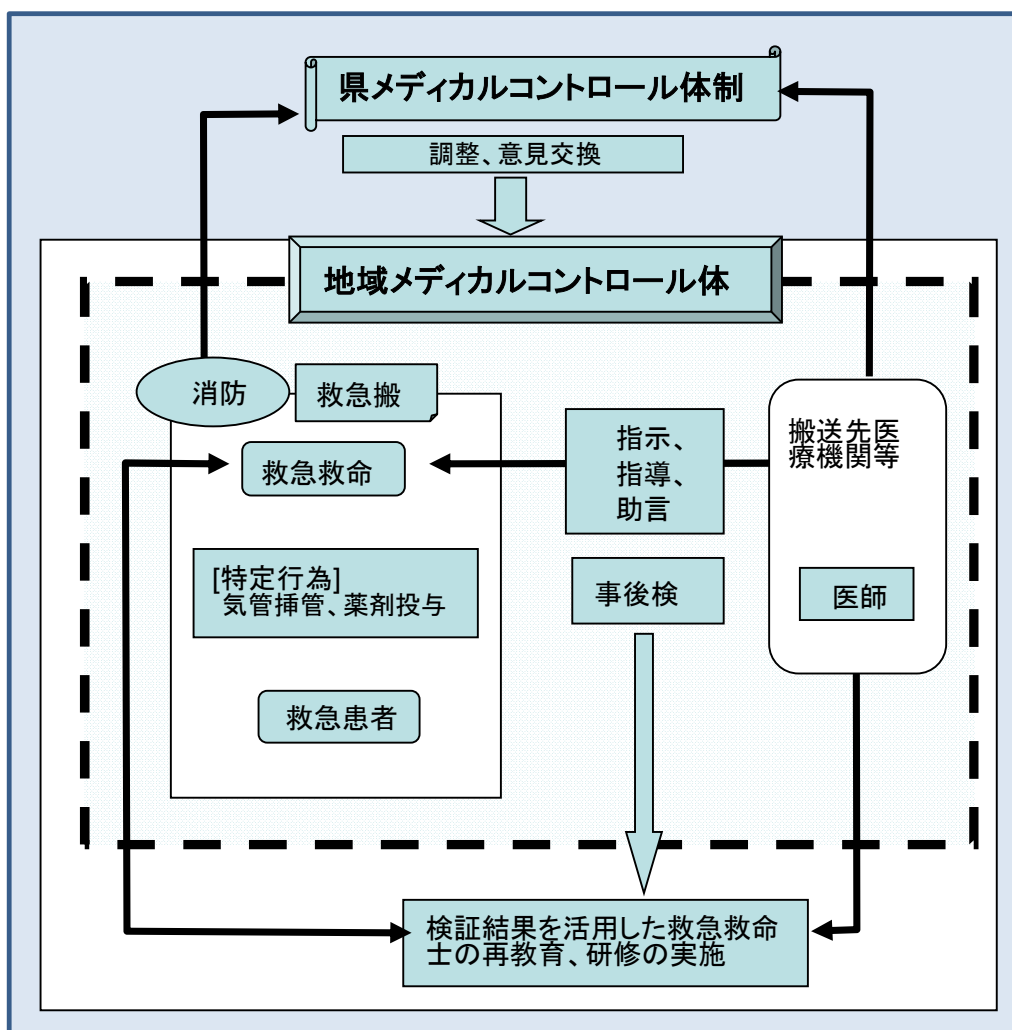 県メディカルコントロール体制
調整、意見交換
地域メディカルコントロール体
消防
救急搬
救急救命
[特定行為]
気管挿管、薬剤投与
救急患者
指示、
指導、
助言
事後検
搬送先医
療機関等
医師
検証結果を活用した救急救命
士の再教育、研修の実施